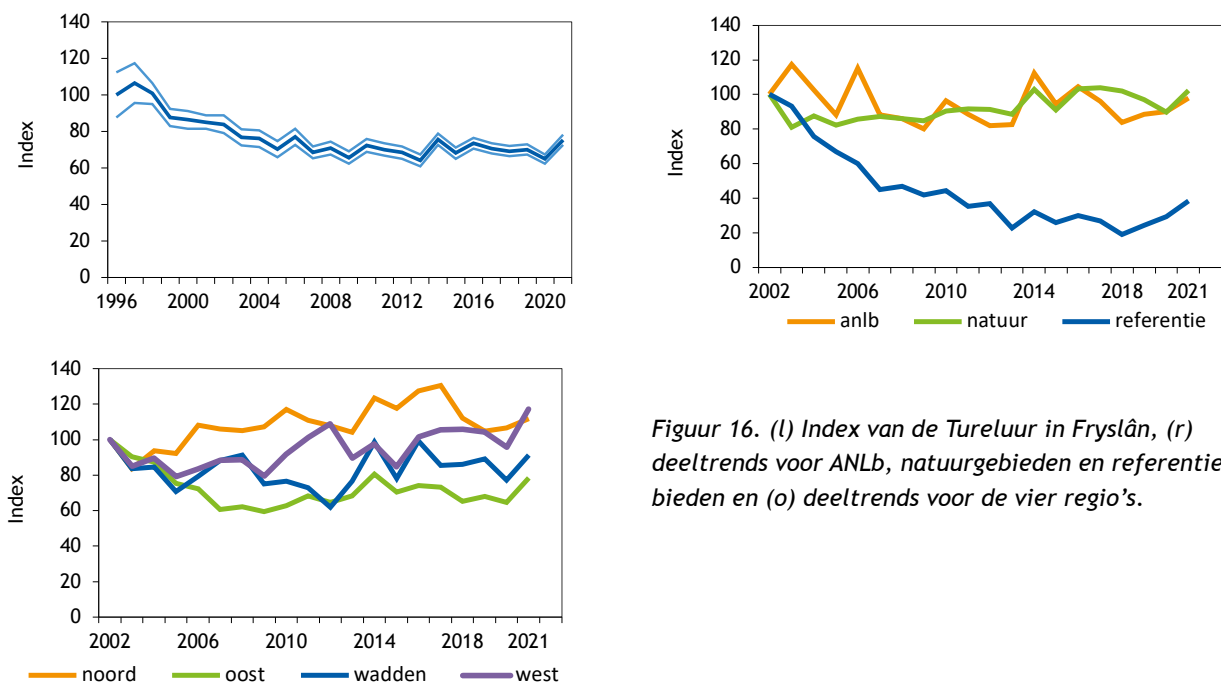 140
120
100
80
60
40
20
0
Index
1996 2000 2004 2008 2012 2016 2020
140
120
100
80
60
40
20
0
Index
2002 2006 2010 2014 2018 2021
anlb natuur referentie
140
120
100
80
60
40
20
0
Index
2002 2006 2010 2014 2018 2021
noord oost wadden west
Figuur 16. (l) Index van de Tureluur in Fryslân, (r)
deeltrends voor ANLb, natuurgebieden en referentie
bieden en (o) deeltrends voor de vier regio's.